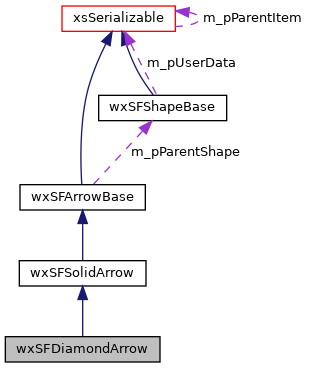 xsSerializable
m_pParentItem
m_pUserData
wxSFShapeBase
m_pParentShape
wxSFArrowBase
wxSFSolidArrow
wxSFDiamondArrow